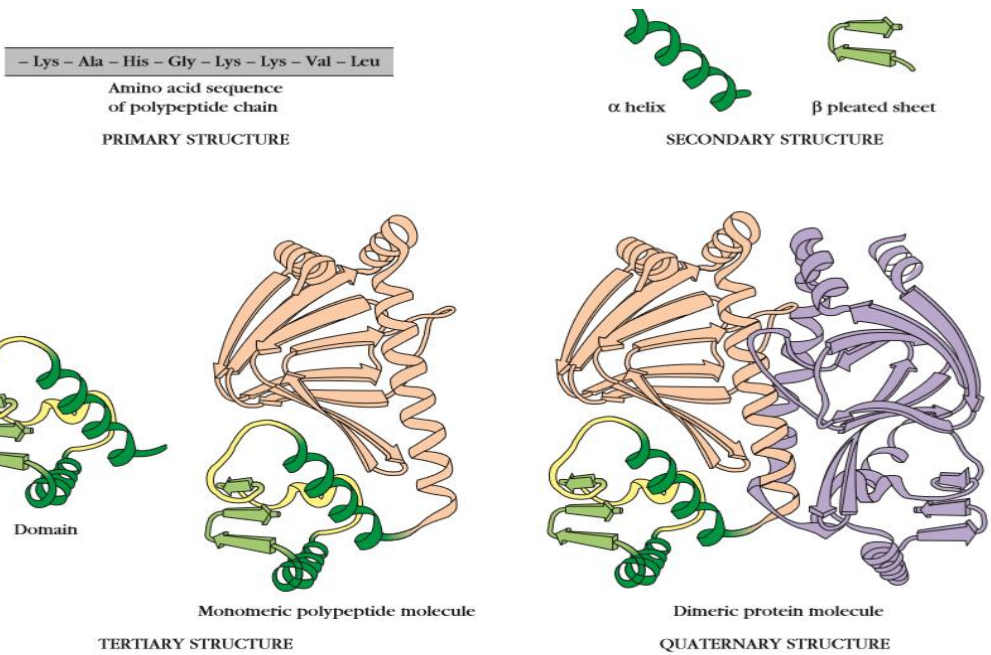 – Lys – Ala – His – Gly – Lys – Lys – Val – Leu
Amino acid sequence
of polypeptide chain
PRIMARY STRUCTURE
α helix
β pleated sheet
SECONDARY STRUCTURE
Domain
Monomeric polypeptide molecule
TERTIARY STRUCTURE
Dimeric protein molecule
QUATERNARY STRUCTURE